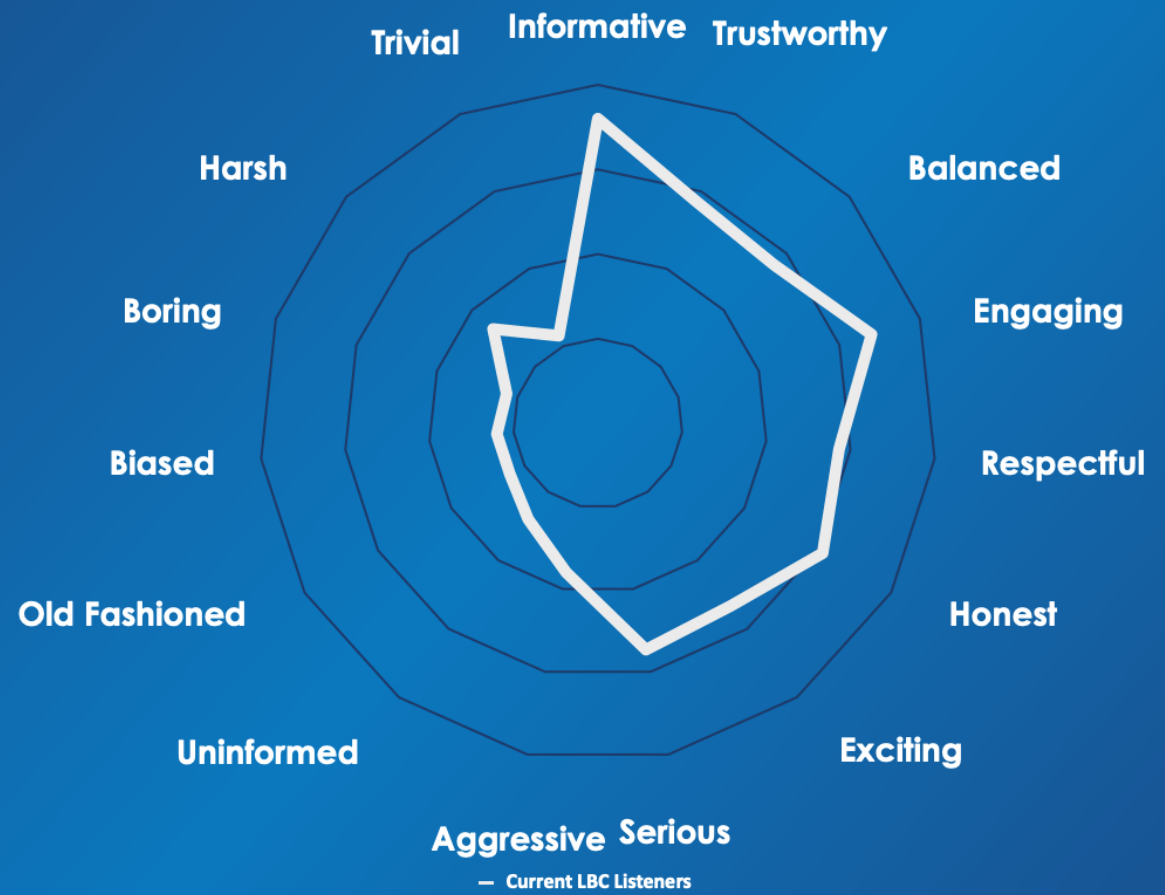 Informative
Trustworthy
Balanced
Engaging
Respectful
Honest
Exciting
Serious
Aggressive
Uninformed
Old Fashioned
Biased
Boring
Harsh
Trivial
Current LBC Listeners